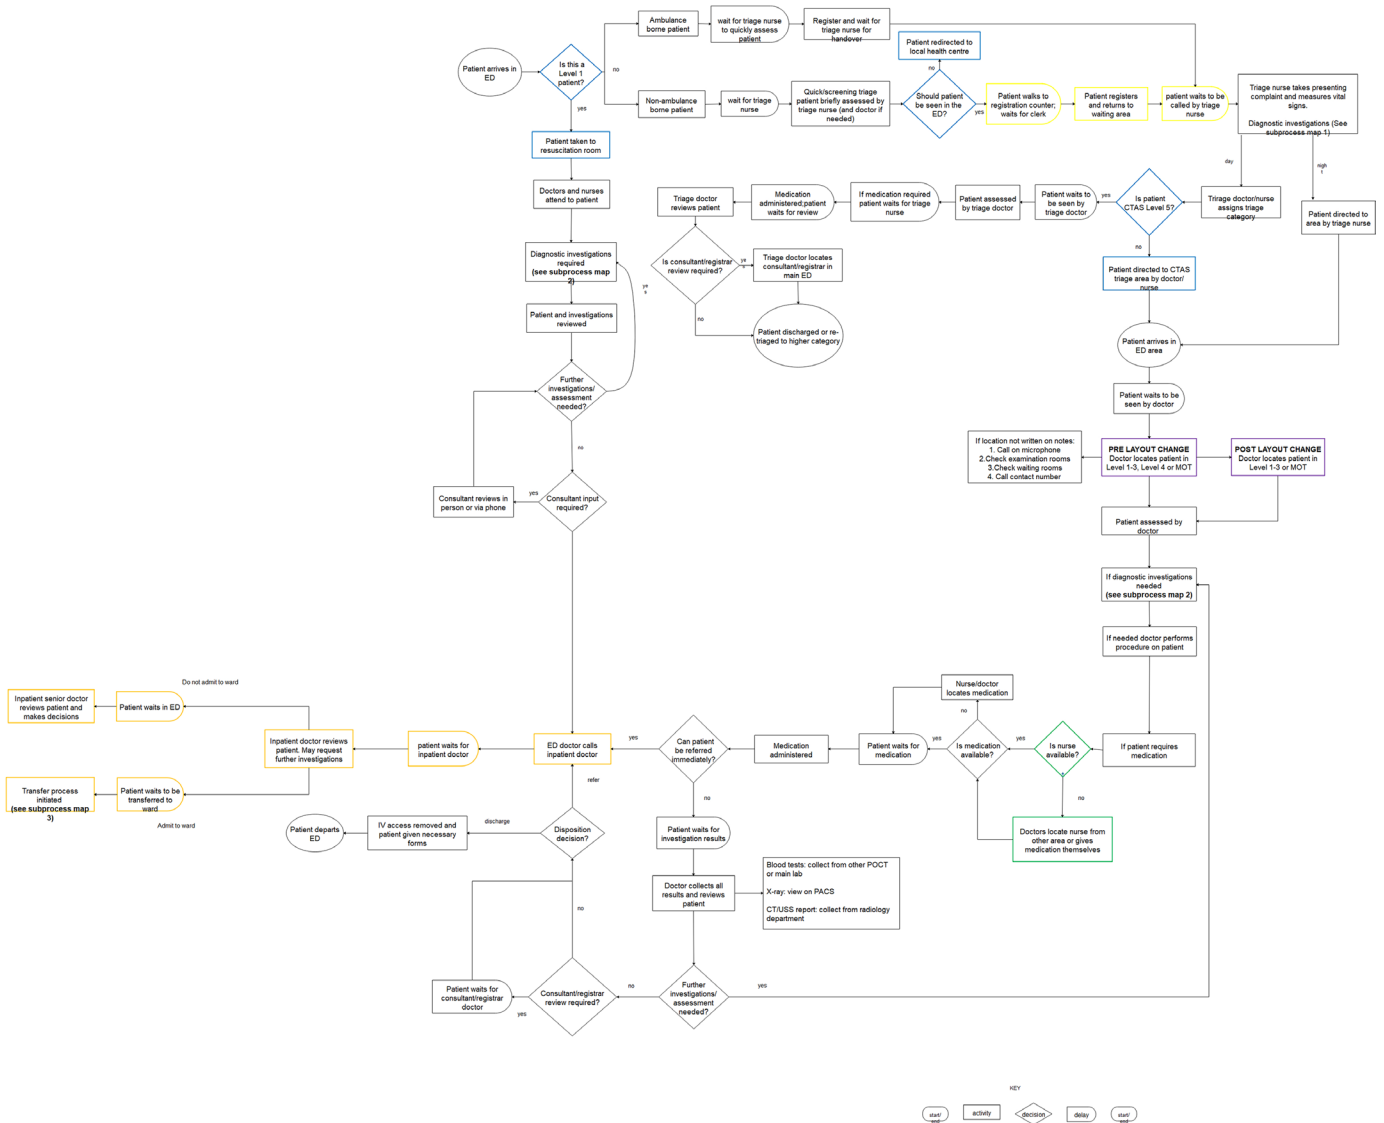 Ambulance
borne patient
wait for triage nurse
to quickly assess
patient
Register and wait for
triage nurse for
handover
Patient redirected to
local health centre
Patient arrives in
ED
Is this a
Level 1
patient?
no
yes
no
Non-ambulance
borne patient
wait for triage
nurse
Quick/screening triage
patient briefly assessed by
triage nurse (and doctor if
needed)
Should patient
be seen in the
ED?
yes
Patient walks to
registration counter;
waits for clerk
Patient registers
and returns to
waiting area
patient waits to be
called by triage
nurse
Triage nurse takes presenting
complaint and measures vital
signs.
Diagnostic investigations (See
subprocess map 1)
day
nigh
t
Patient taken to
resuscitation room
Doctors and nurses
attend to patient
Diagnostic investigations
required
(see subprocess map
2)
Patient and investigations
reviewed
ye
s
Further
investigations/
assessment
needed?
no
Consultant input
required?
yes
Consultant reviews in
person or via phone
Triage doctor
reviews patient
Medication
administered;patient
waits for review
If medication required
patient waits for triage
nurse
Patient assessed
by triage doctor
Patient waits to
be seen by
triage doctor
yes
Is patient
CTAS Level 5?
Trirage doctor/nurse
assigns triage
category
Patient directed to
area by triage nurse
Is consultant/registrar
review required?
ye
s
Triage doctor locates
consultant/registrar in
main ED
no
Patient discharged or re-
triaged to higher category
no
Patient directed to CTAS
triage area by doctor/
nurse
Patient arrives in
ED area
Patient waits to be
seen by doctor
If location not written on notes:
1. Call on microphone
2.Check examination rooms
3.Check waiting rooms
4. Call contact number
PRE LAYOUT CHANGE
Doctor locates patient in
Level 1-3, Level 4 or MOT
POST LAYOUT CHANGE
Doctor locates patient in
Level 1-3 or MOT
Patient assessed by
doctor
If diagnostic investigations
needed
(see subprocess map 2)
If needed doctor performs
procedure on patient
If patient requires
medication
Is nurse
available?
yes
no
Doctors locate nurse from
other area or gives
medication themselves
Is medication
available?
no
yes
Nurse/doctor
locates medication
Patient waits for
medication
Medication
administered
Can patient
be referred
immediately?
yes
no
ED doctor calls
inpatient doctor
patient waits for
inpatient doctor
Inpatient doctor reviews
patient. May request
further investigations
Do not admit to ward
Patient waits in ED
Inpatient senior doctor
reviews patient and
makes decisions
Admit to ward
Patient waits to be
transferred to
ward
Transfer process
initiated
(see subprocess map
3)
refer
Disposition
decision?
discharge
IV access removed and
patient given necessary
forms
Patient departs
ED
Patient waits for
investigation results
Doctor collects all
results and reviews
patient
Blood tests: collect from other POCT
or main lab
X-ray: view on PACS
CT/USS report: collect from radiology
department
Further
investigations/
assessment
needed?
yes
no
Consultant/registrar
review required?
no
yes
Patient waits for
consultant/registrar
doctor
KEY
start/
end
activity
decision
delay
start/
end